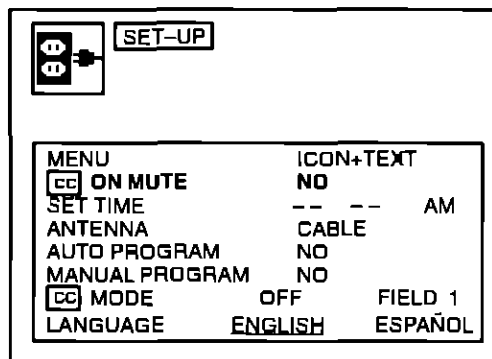 SET-UP
MENU ICON+TEXT
CC ON MUTE NO
SET TIME -- -- AM
ANTENNA CABLE
AUTO PROGRAM NO
MANUAL PROGRAM NO
CC MODE OFF FIELD 1
LANGUAGE ENGLISH ESPAÑOL